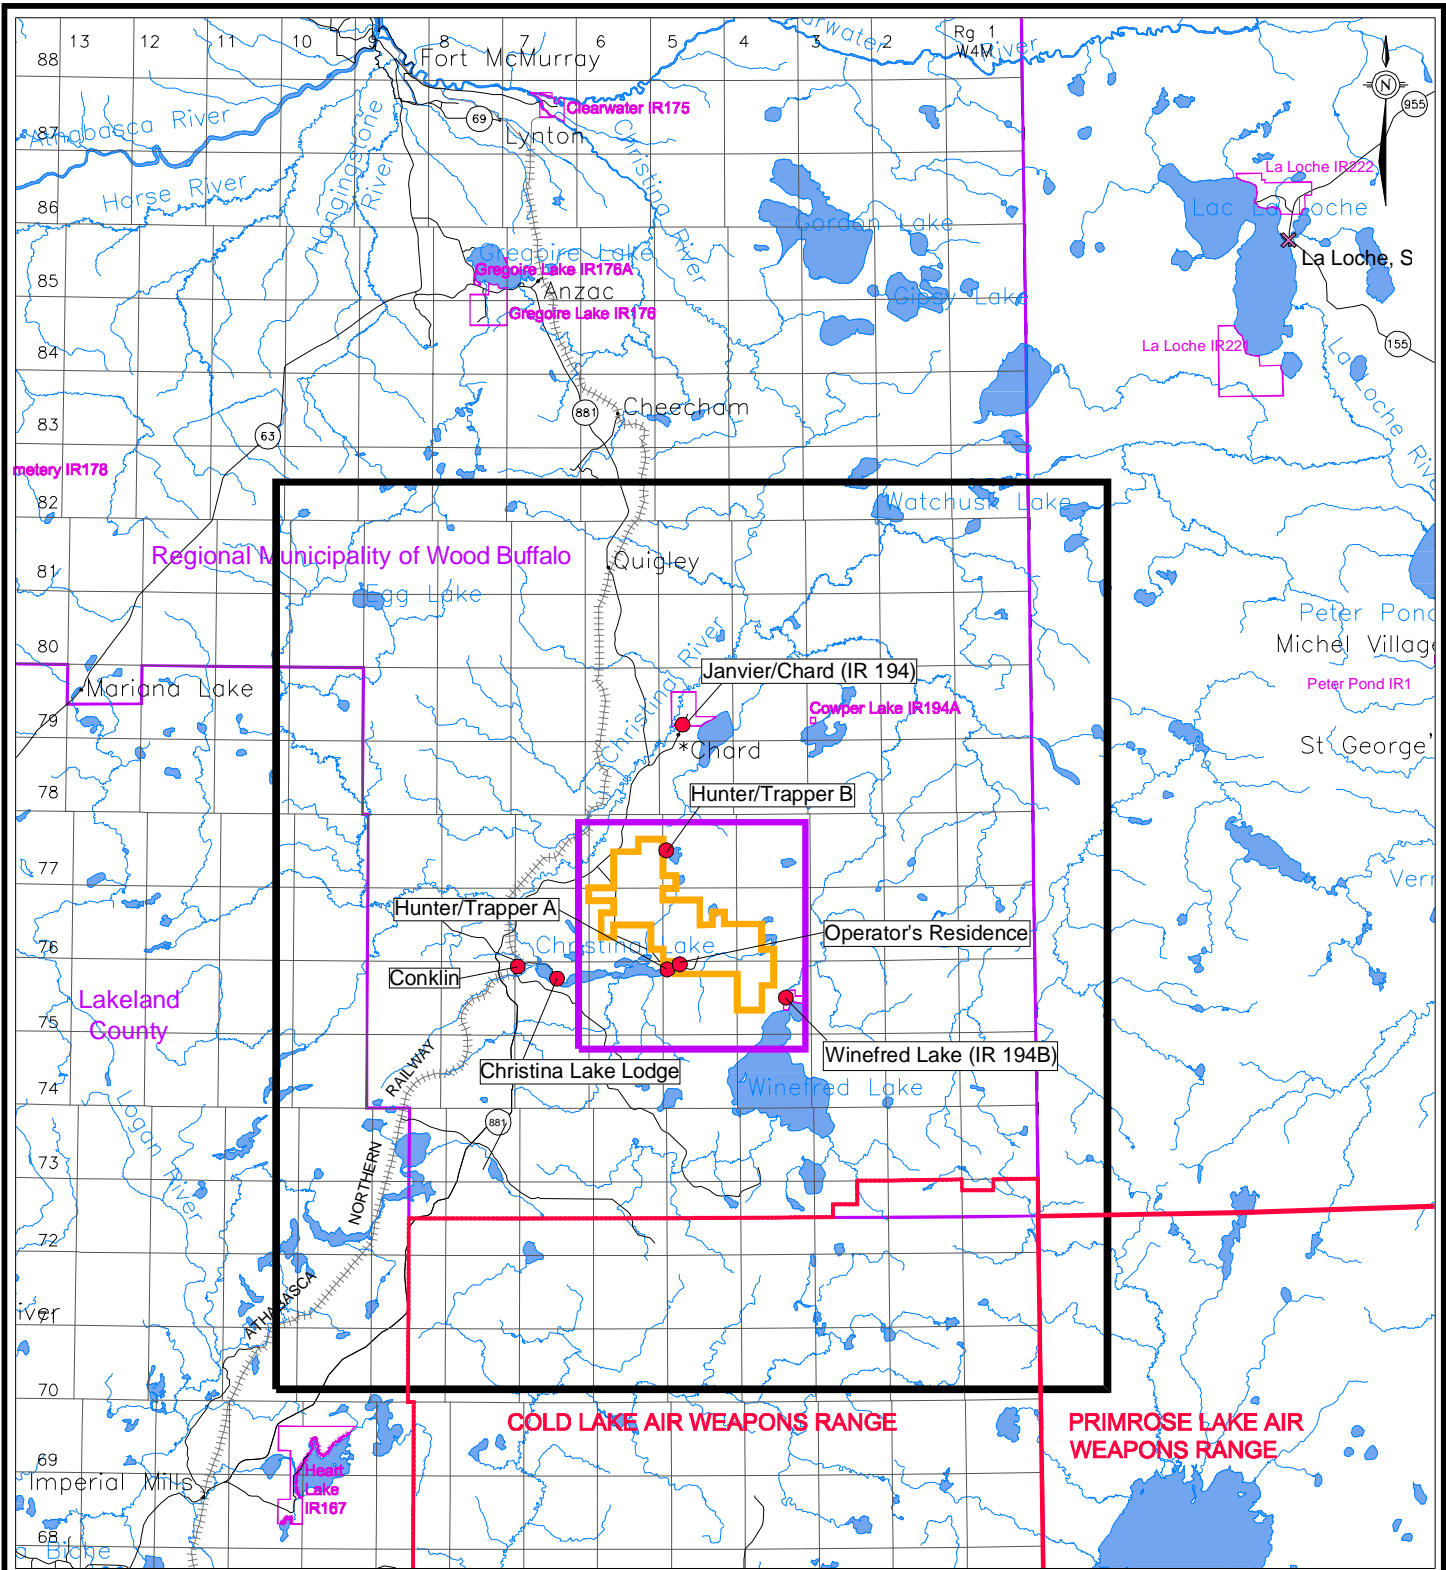 13
12
11
10
9
8
7
6
5
4
3
2
Rg 1
W4M
Clearwater River
88
Fort McMurray
N
955
Clearwater IR175
69
Lynton
87
Athabasca River
Hangingstone
River
Christina River
La Loche IR222
Horse River
86
Lac La Loche
Gordon Lake
Gregoire Lake
La Loche, S
Gregoire Lake IR176A
85
Anzac
Gipsy Lake
Gregoire Lake IR176
155
La Loche IR221
La Loche River
84
Cheecham
881
83
63
metery IR178
82
Watchusk Lake
Regional Municipality of Wood Buffalo
Quigley
81
Egg Lake
Peter Pond
80
Michel Village
Christina River
Janvier/Chard (IR 194)
Mariana Lake
Peter Pond IR1
Cowper Lake IR194A
79
*Chard
St George'
78
Hunter/Trapper B
77
Hunter/Trapper A
Operator's Residence
76
Christina Lake
Conklin
Lakeland
County
75
Winefred Lake (IR 194B)
Christina Lake Lodge
RAILWAY
74
Winefred Lake
Logan River
881
73
NORTHERN
72
ATHABASCA
iver
71
70
COLD LAKE AIR WEAPONS RANGE
PRIMROSE LAKE AIR
WEAPONS RANGE
69
Imperial Mills
Heart
Lake
IR167
68
a Biche